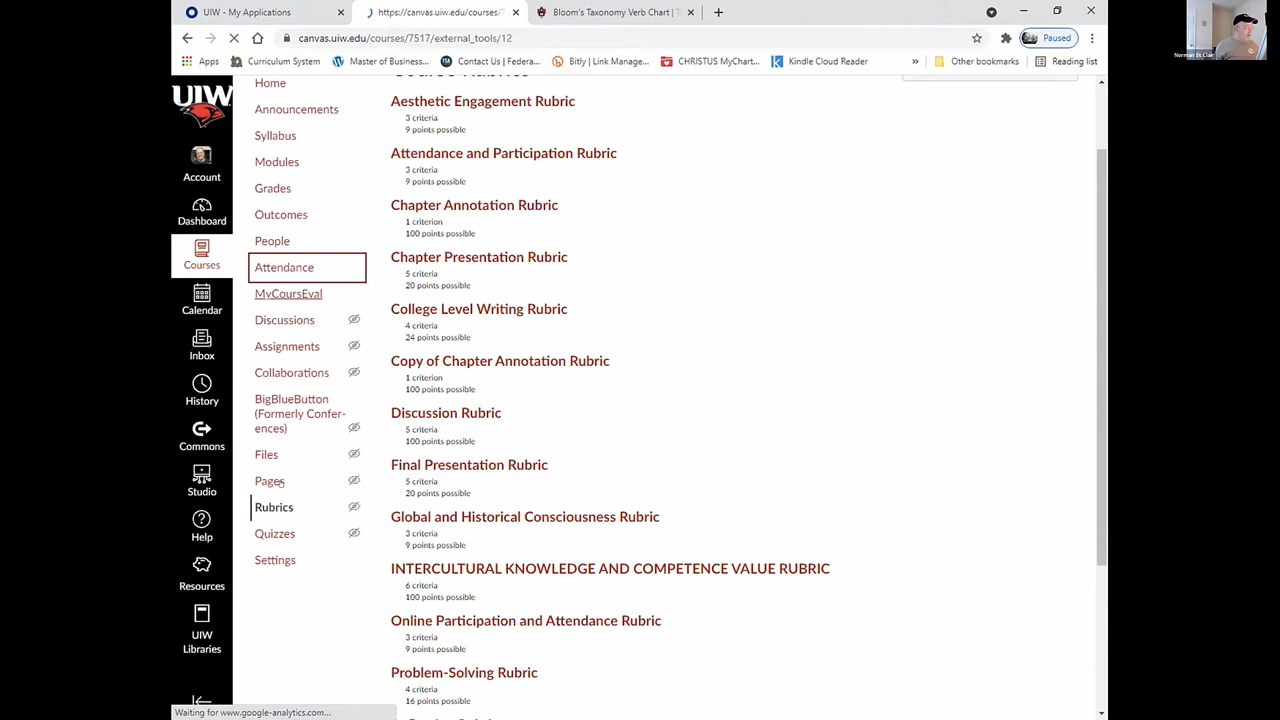 UIW - My Applications
https://canvas.uiw.edu/courses/
Bloom's Taxonomy Verb Chart | T
canvas.uiw.edu/courses/7517/external_tools/12
Paused
Apps
Curriculum System
Master of Business...
Contact Us | Federa...
Bitly | Link Manage...
CHRISTUS MyChart...
Kindle Cloud Reader
»
Other bookmarks
Reading list
Norman St.Clair
UIW
Account
Dashboard
Courses
Calendar
Inbox
History
Commons
Studio
Help
Resources
UIW
Libraries
Home
Announcements
Syllabus
Modules
Grades
Outcomes
People
Attendance
MyCoursEval
Discussions
Assignments
Collaborations
BigBlueButton
(Formerly Confer-
ences)
Files
Pages
Rubrics
Quizzes
Settings
Aesthetic Engagement Rubric
3 criteria
9 points possible
Attendance and Participation Rubric
3 criteria
9 points possible
Chapter Annotation Rubric
1 criterion
100 points possible
Chapter Presentation Rubric
5 criteria
20 points possible
College Level Writing Rubric
4 criteria
24 points possible
Copy of Chapter Annotation Rubric
1 criterion
100 points possible
Discussion Rubric
5 criteria
100 points possible
Final Presentation Rubric
5 criteria
20 points possible
Global and Historical Consciousness Rubric
3 criteria
9 points possible
INTERCULTURAL KNOWLEDGE AND COMPETENCE VALUE RUBRIC
6 criteria
100 points possible
Online Participation and Attendance Rubric
3 criteria
9 points possible
Problem-Solving Rubric
4 criteria
16 points possible
Waiting for www.google-analytics.com...